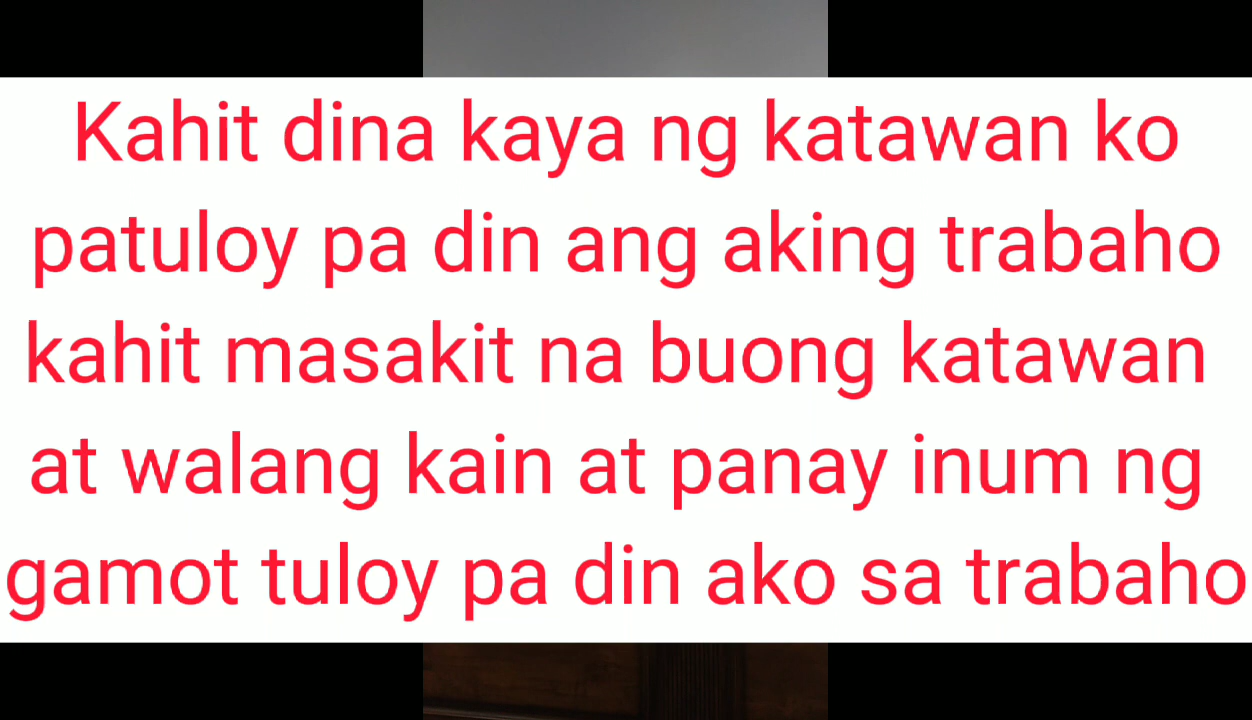 Kahit dina kaya ng katawan ko
patuloy pa din ang aking trabaho
kahit masakit na buong katawan
at walang kain at panay inum ng
gamot tuloy pa din ako sa trabaho